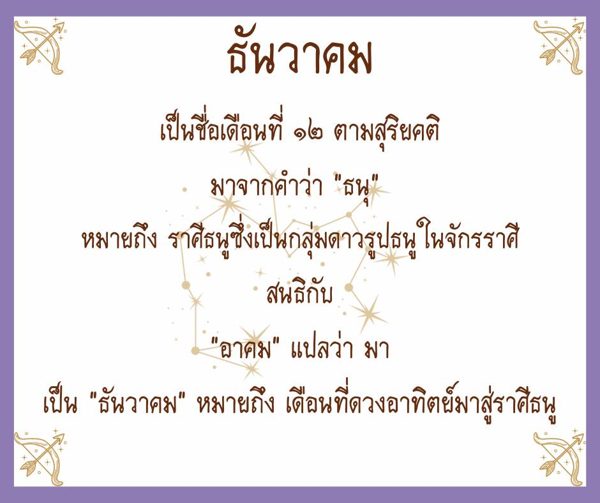 ธันวาคม
เป็นชื่อเดือนที่ ๑๒ ตามสุริยคติ
มาจากคำว่า "ธนุ"
หมายถึง ราศีธนูซึ่งเป็นกลุ่มดาวรูปธนูในจักรราศี
สนธิกับ
"อาคม" แปลว่า มา
เป็น "ธันวาคม" หมายถึง เดือนที่ดวงอาทิตย์มาสู่ราศีธนู